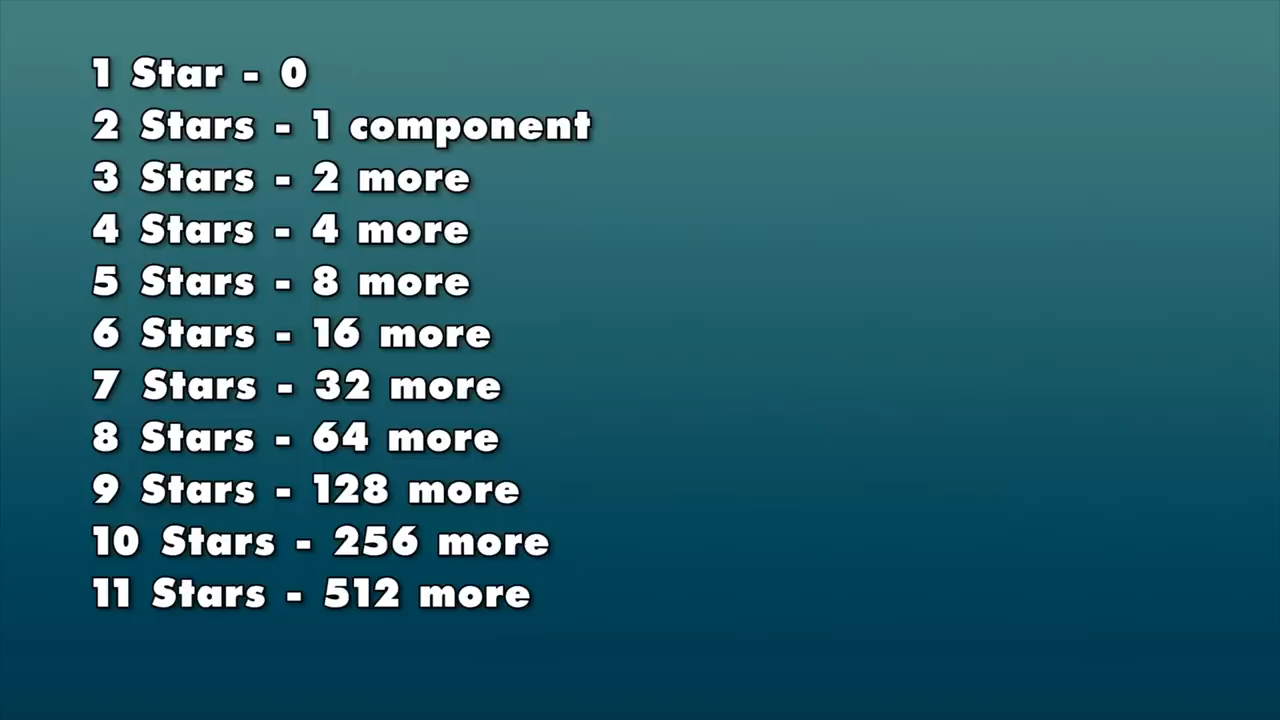 1 Star - 0
2 Stars - 1 component
3 Stars - 2 more
4 Stars - 4 more
5 Stars - 8 more
6 Stars - 16 more
7 Stars - 32 more
8 Stars - 64 more
9 Stars - 128 more
10 Stars - 256 more
11 Stars - 512 more